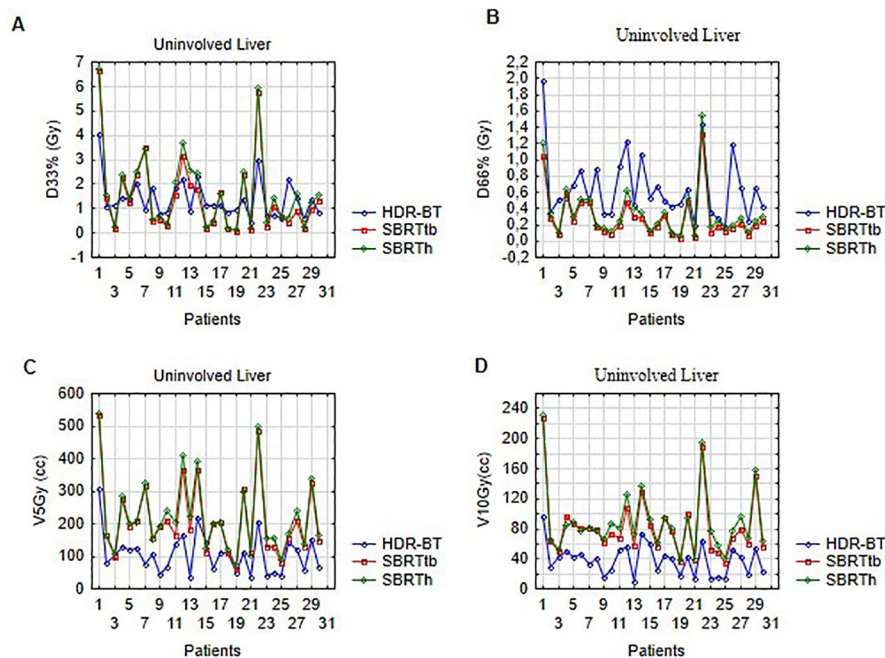 A
Uninvolved Liver
D33% (Gy)
7
6
5
4
3
2
1
0
-1
1 5 9 13 17 21 25 29
3 7 11 15 19 23 27 31
Patients
HDR-BT
SBRTtb
SBRTh
B
Uninvolved Liver
D66% (Gy)
2,2
2,0
1,8
1,6
1,4
1,2
1,0
0,8
0,6
0,4
0,2
0,0
-0,2
1 5 9 13 17 21 25 29
3 7 11 15 19 23 27 31
Patients
HDR-BT
SBRTtb
SBRTh
C
Uninvolved Liver
V5Gy (cc)
600
500
400
300
200
100
0
1 5 9 13 17 21 25 29
3 7 11 15 19 23 27 31
Patients
HDR-BT
SBRTtb
SBRTh
D
Uninvolved Liver
V10Gy(cc)
240
200
160
120
80
40
0
1 5 9 13 17 21 25 29
3 7 11 15 19 23 27 31
Patients
HDR-BT
SBRTtb
SBRTh